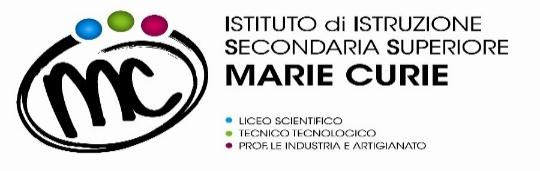 mc
ISTITUTO di ISTRUZIONE
SECONDARIA SUPERIORE
MARIE CURIE
LICEO SCIENTIFICO
TECNICO TECNOLOGICO
PROF.LE INDUSTRIA E ARTIGIANATO